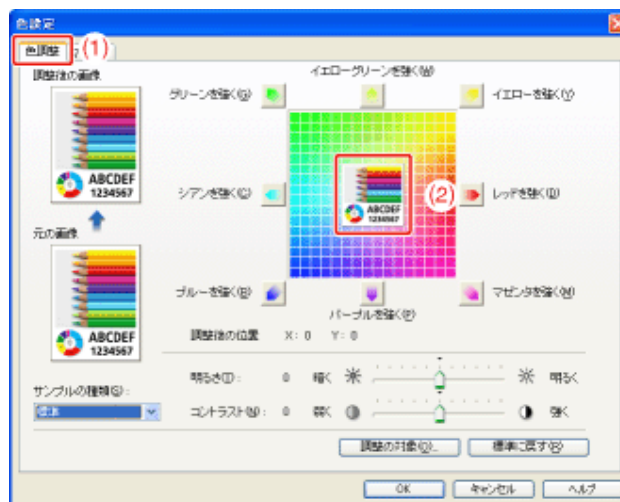 色設定
色調整
(1)
調整後の画像
イエローグリーンを強く(W)
グリーンを強く(G)
イエローを強く(Y)
ABCDEF
1234567
シアンを強く(C)
ABCDEF
(2)
レッドを強く(D)
元の画像
ブルーを強く(B)
マゼンタを強く(M)
パープルを強く(P)
ABCDEF
1234567
調整後の位置 X: 0 Y: 0
明るさ(I): 0 暗く 明るく
サンプルの種類(S):
標準
コントラスト(N): 0 弱く 強く
調整の対象(O)... 標準に戻す(R)
OK キャンセル ヘルプ